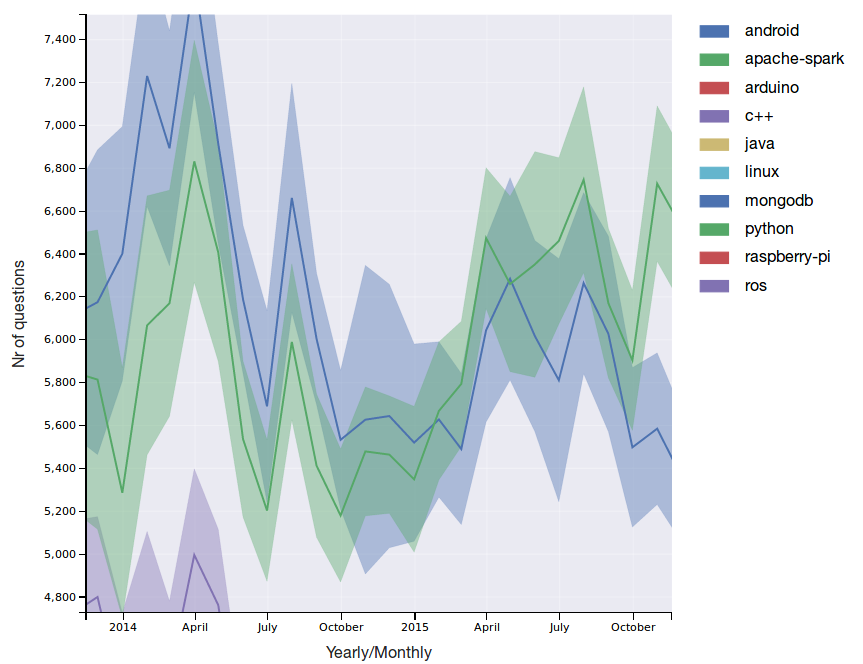 7,400
7,200
7,000
6,800
6,600
6,400
6,200
6,000
5,800
5,600
5,400
5,200
5,000
4,800
Nr of questions
2014 April July October 2015 April July October
Yearly/Monthly
android
apache-spark
arduino
c++
java
linux
mongodb
python
raspberry-pi
ros